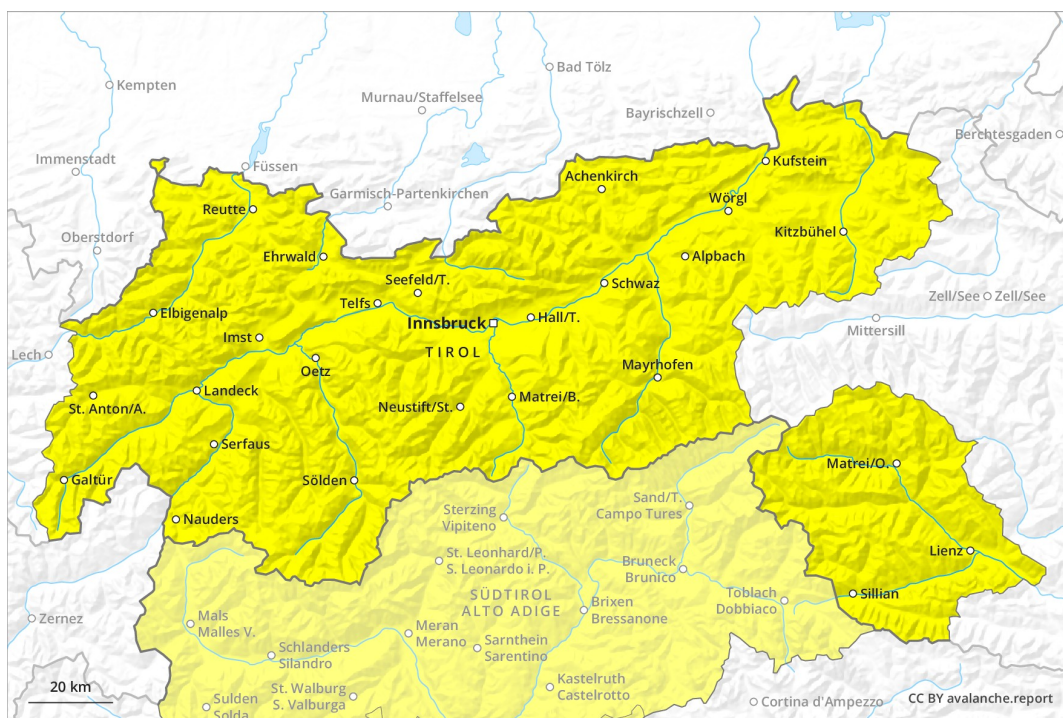 Kempten
Bad Tölz
Murnau/Staffelsee
Bayrischzell
Berchtesgaden
Immenstadt
Füssen
Kufstein
Garmisch-Partenkirchen
Achenkirch
Reutte
Wörgl
Oberstdorf
Kitzbühel
Ehrwald
Alpbach
Seefeld/T.
Schwaz
Zell/See
Zell/See
Telfs
Elbigenalp
Innsbruck
Hall/T.
Mittersill
Imst
Lech
TIROL
Oetz
Mayrhofen
Landeck
St. Anton/A.
Neustift/St.
Matrei/B.
Serfaus
Matrei/O.
Galtür
Sölden
Sand/T.
Campo Tures
Nauders
Sterzing
Vipiteno
Lienz
St. Leonhard/P.
S. Leonardo i. P.
Bruneck
Brunico
SÜDTIROL
ALTO ADIGE
Sillian
Toblach
Dobbiaco
Brixen
Bressanone
Zernez
Mals
Malles V.
Meran
Merano
Sarnthein
Sarentino
Schlanders
Silandro
20 km
St. Walburg
S. Valburga
Kastelruth
Castelrotto
Sulden
Solda
Cortina d'Ampezzo
CC BY avalanche.report